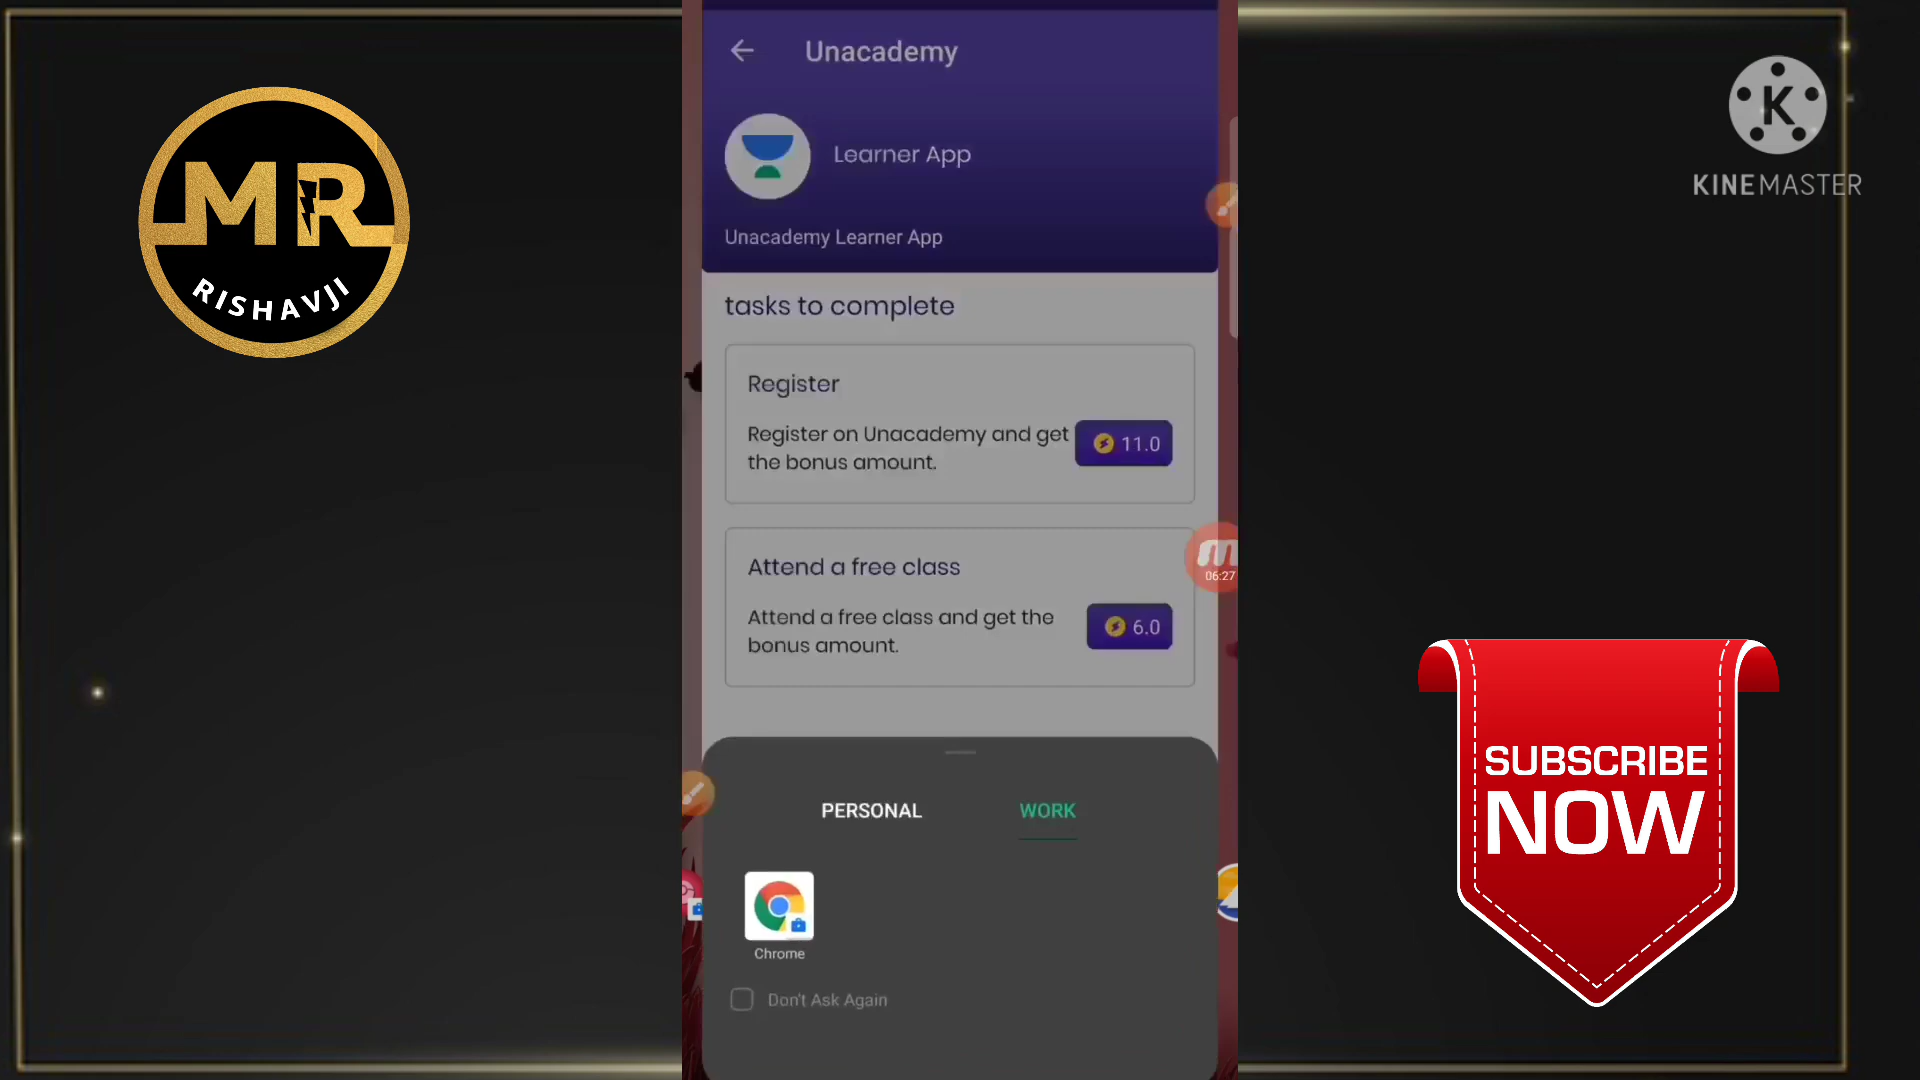 MR
RISHAVJI
Unacademy
Learner App
Unacademy Learner App
tasks to complete
Register
Register on Unacademy and get
the bonus amount.
11.0
Attend a free class
Attend a free class and get the
bonus amount.
6.0
06:27
PERSONAL
WORK
Chrome
Don't Ask Again
K
KINEMASTER
SUBSCRIBE
NOW